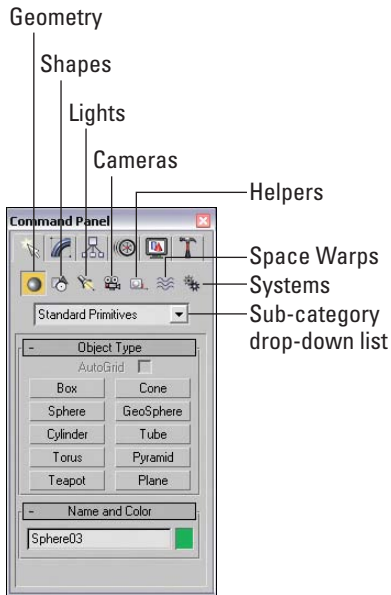 Geometry
Shapes
Lights
Cameras
Helpers
Space Warps
Systems
Sub-category
drop-down list
Command Panel
Standard Primitives
- Object Type
AutoGrid
Box Cone
Sphere GeoSphere
Cylinder Tube
Torus Pyramid
Teapot Plane
- Name and Color
Sphere03